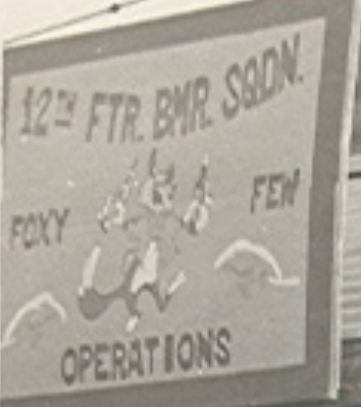 12TH FTR. BMR. SQDN.
FOXY FEW
OPERATIONS